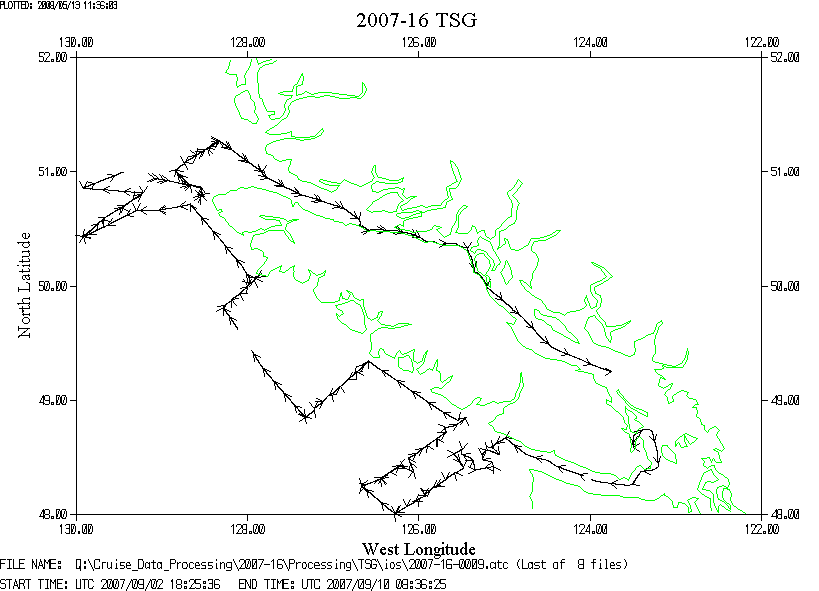 PLOTTED: 2008/05/13 11:36:03
2007-16 TSG
130.00 128.00 126.00 124.00 122.00
52.00 52.00
51.00 51.00
North Latitude
50.00 50.00
49.00 49.00
48.00 48.00
130.00 128.00 126.00 124.00 122.00
West Longitude
FILE NAME: Q:\Cruise_Data_Processing\2007-16\Processing\TSG\ios\2007-16-0009.atc (Last of 8 files)
START TIME: UTC 2007/09/02 18:25:36 END TIME: UTC 2007/09/10 08:36:25